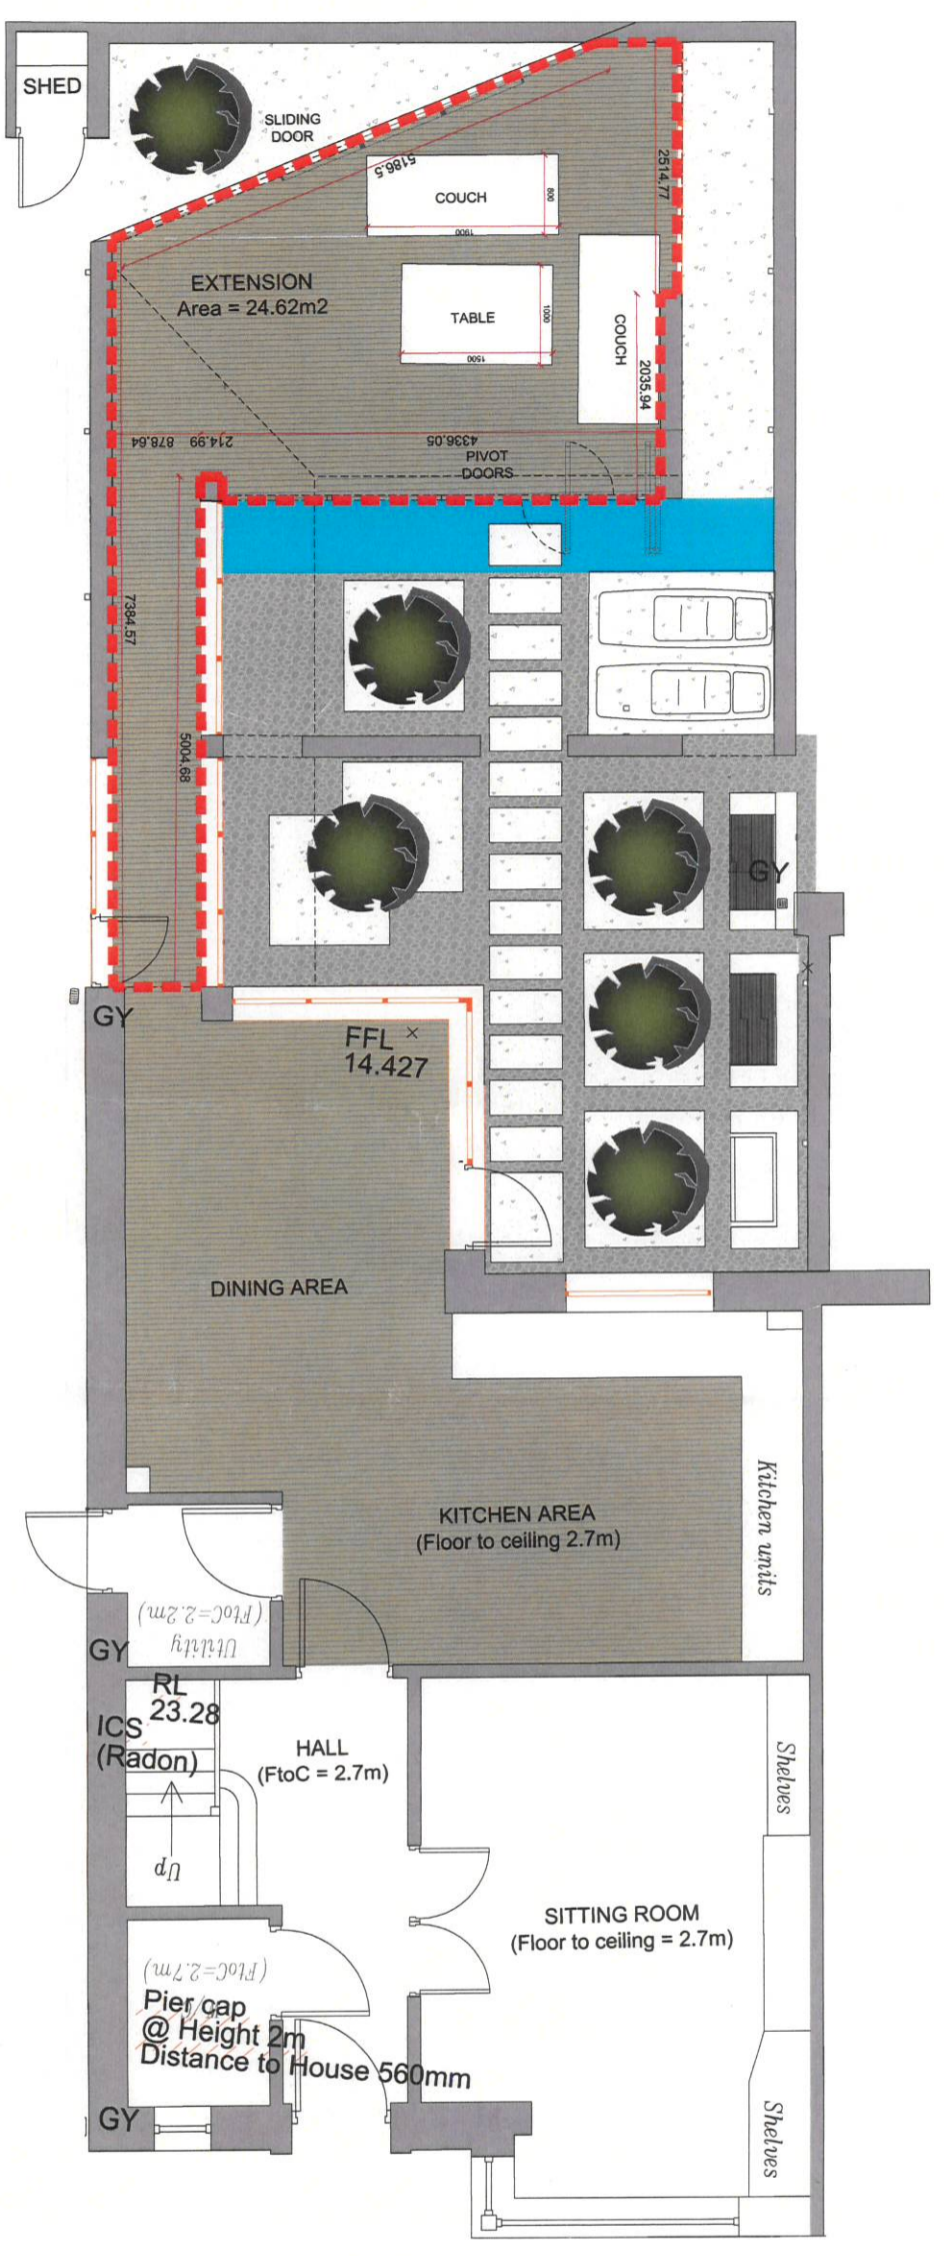 SHED
SLIDING
DOOR
5186.5
2514.77
COUCH
800
1900
EXTENSION
Area = 24.62m2
TABLE
1000
1500
COUCH
2035.94
878.64
214.99
4336.05
PIVOT
DOORS
7384.57
5004.68
GY
GY
FFL
14.427
DINING AREA
KITCHEN AREA
(Floor to ceiling 2.7m)
Kitchen units
Utility
(FtoC=2.2m)
GY
RL
23.28
ICS
(Radon)
HALL
(FtoC = 2.7m)
Shelves
Up
SITTING ROOM
(Floor to ceiling = 2.7m)
(FtoC=2.7m)
Pier cap
@ Height 2m
Distance to House 560mm
GY
Shelves